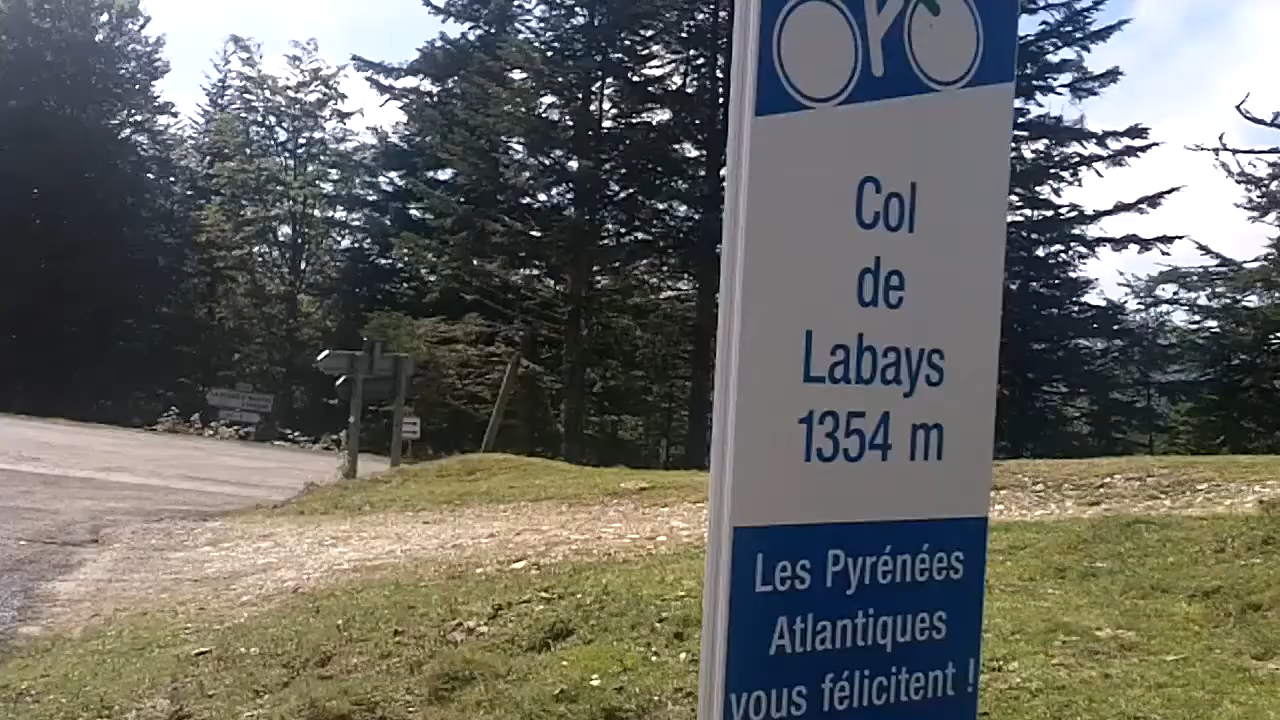 Col
de
Labays
1354 m
Les Pyrénées
Atlantiques
vous félicitent !